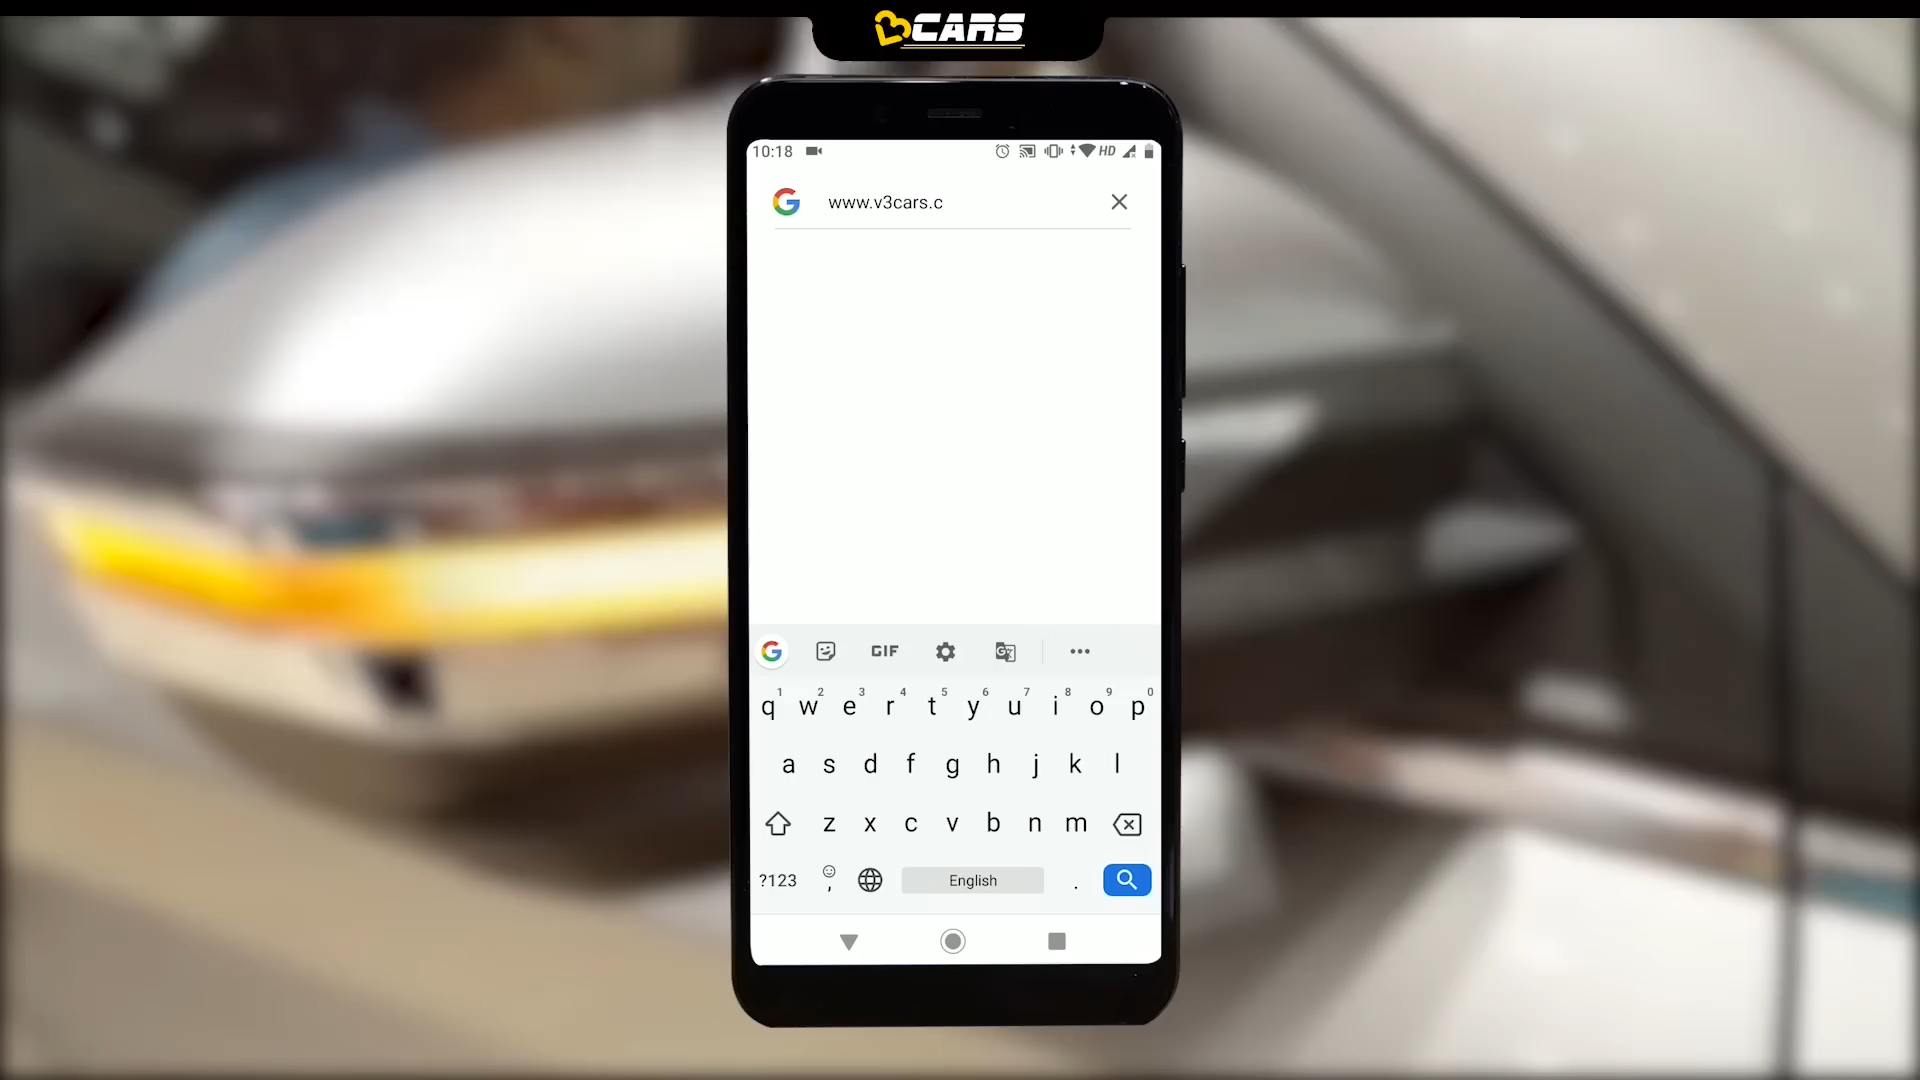 CARS
10:18 HD
www.v3cars.c
GIF
1 2 3 4 5 6 7 8 9 0
q w e r t y u i o p
a s d f g h j k l
z x c v b n m
?123 , English .